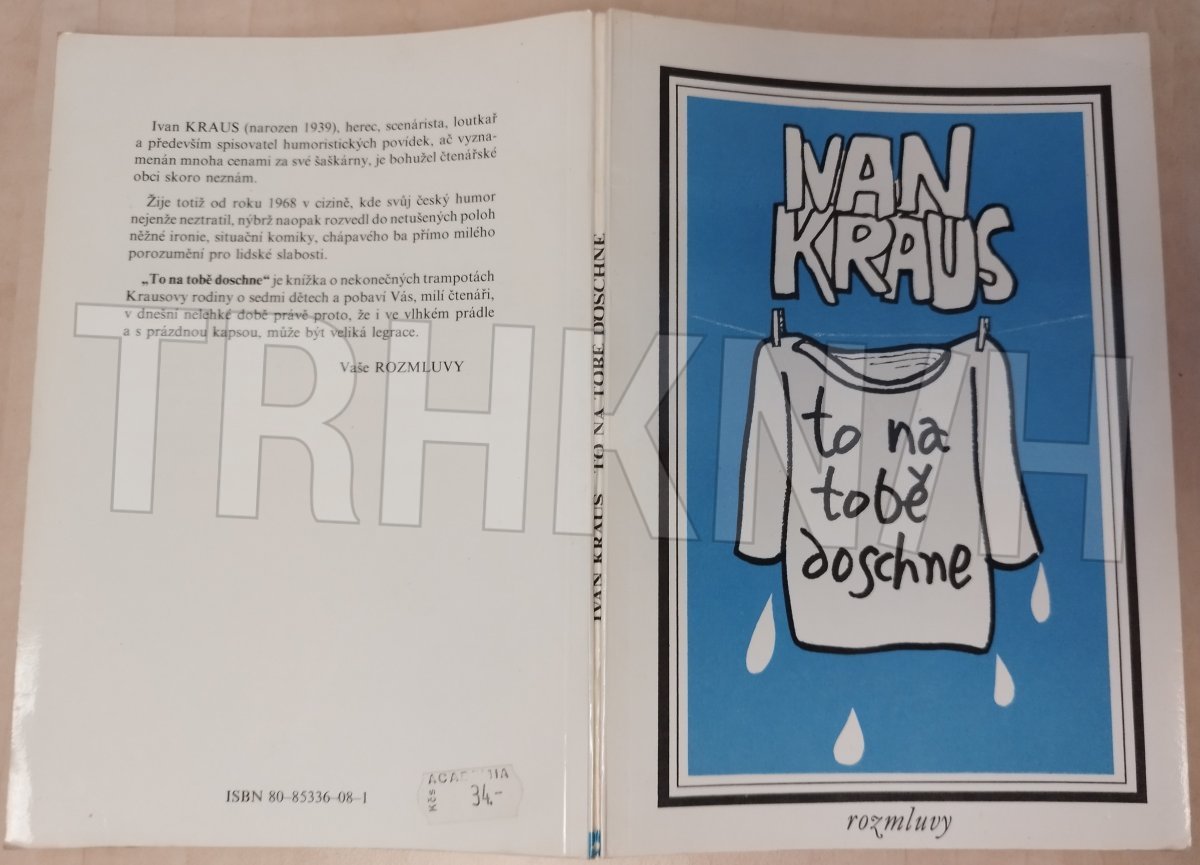 Ivan KRAUS (narozen 1939), herec, scenárista, loutkař
a především spisovatel humoristických povídek, ač vyzna-
menán mnoha cenami za své šaškárny, je bohužel čtenářské
obci skoro neznám.
Žije totiž od roku 1968 v cizině, kde svůj český humor
nejenže neztratil, nýbrž naopak rozvedl do netušených poloh
něžné ironie, situační komiky, chápavého ba přímo milého
porozumění pro lidské slabosti.
„To na tobě doschne“ je knížka o nekonečných trampotách
Krausovy rodiny o sedmi dětech a pobaví Vás, milí čtenáři,
v dnešní nelehké době právě proto, že i ve vlhkém prádle
a s prázdnou kapsou, může být veliká legrace.
Vaše ROZMLUVY
ISBN 80–85336–08–1
Kčs 34.-
IVAN KRAUS – TO NA TOBĚ DOSCHNE
IVAN
KRAUS
to na
tobě
doschne
rozmluvy
TRHKNIH